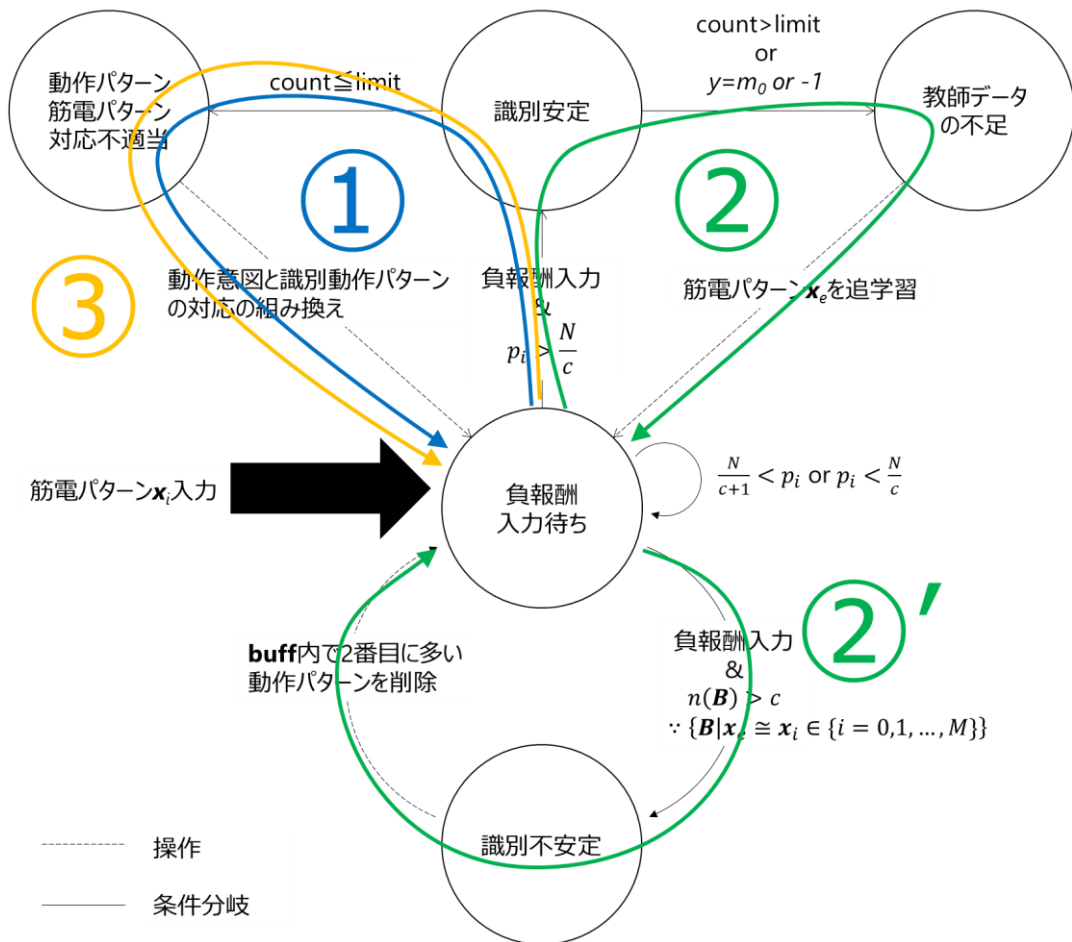 動作パターン
筋電パターン
対応不適当
count≦limit
識別安定
count>limit
or
y=m₀ or -1
教師データ
の不足
①
②
③
動作意図と識別動作パターン
の対応の組み換え
負報酬入力
&
pᵢ > N/c
筋電パターンxₑを追学習
筋電パターンxᵢ入力
負報酬
入力待ち
N/(c+1) < pᵢ or pᵢ < N/c
buff内で2番目に多い
動作パターンを削除
②'
負報酬入力
&
n(B) > c
∵ {B|xₑ ≅ xᵢ ∈ {i = 0,1, … , M}}
識別不安定
操作
条件分岐